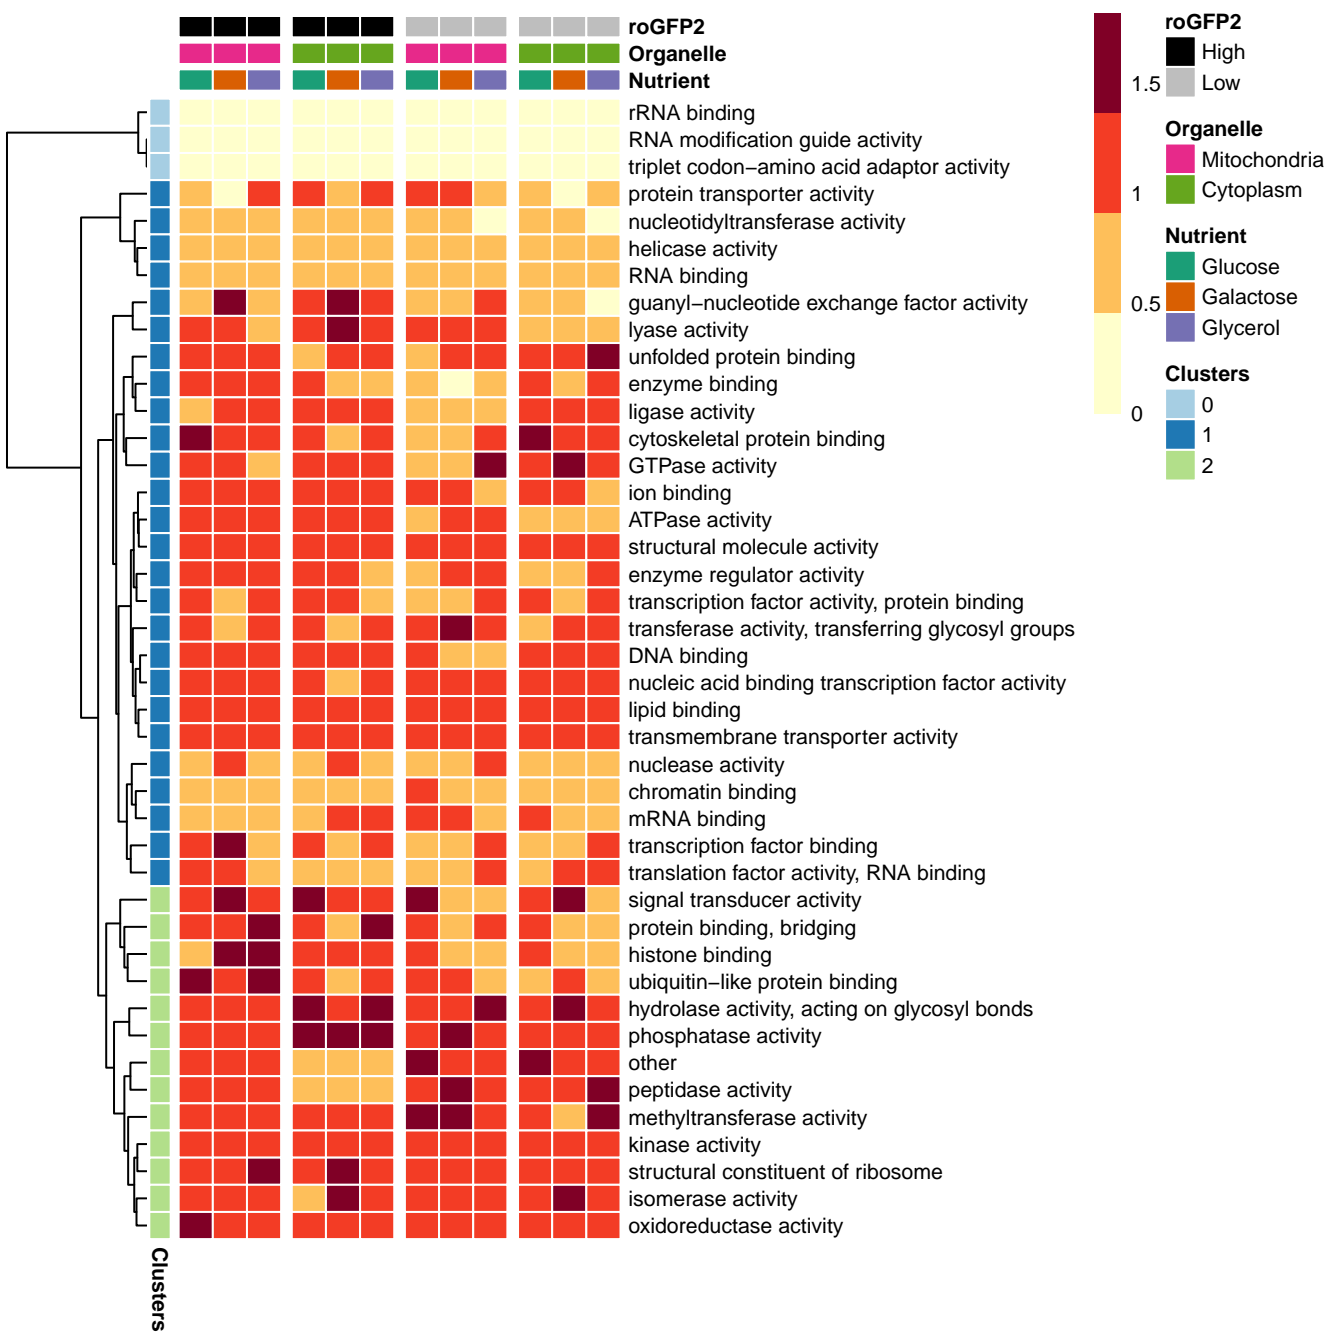 roGFP2
Organelle
Nutrient
rRNA binding
RNA modification guide activity
triplet codon−amino acid adaptor activity
protein transporter activity
nucleotidyltransferase activity
helicase activity
RNA binding
guanyl−nucleotide exchange factor activity
lyase activity
unfolded protein binding
enzyme binding
ligase activity
cytoskeletal protein binding
GTPase activity
ion binding
ATPase activity
structural molecule activity
enzyme regulator activity
transcription factor activity, protein binding
transferase activity, transferring glycosyl groups
DNA binding
nucleic acid binding transcription factor activity
lipid binding
transmembrane transporter activity
nuclease activity
chromatin binding
mRNA binding
transcription factor binding
translation factor activity, RNA binding
signal transducer activity
protein binding, bridging
histone binding
ubiquitin−like protein binding
hydrolase activity, acting on glycosyl bonds
phosphatase activity
other
peptidase activity
methyltransferase activity
kinase activity
structural constituent of ribosome
isomerase activity
oxidoreductase activity
Clusters
1.5
1
0.5
0
roGFP2
High
Low
Organelle
Mitochondria
Cytoplasm
Nutrient
Glucose
Galactose
Glycerol
Clusters
0
1
2